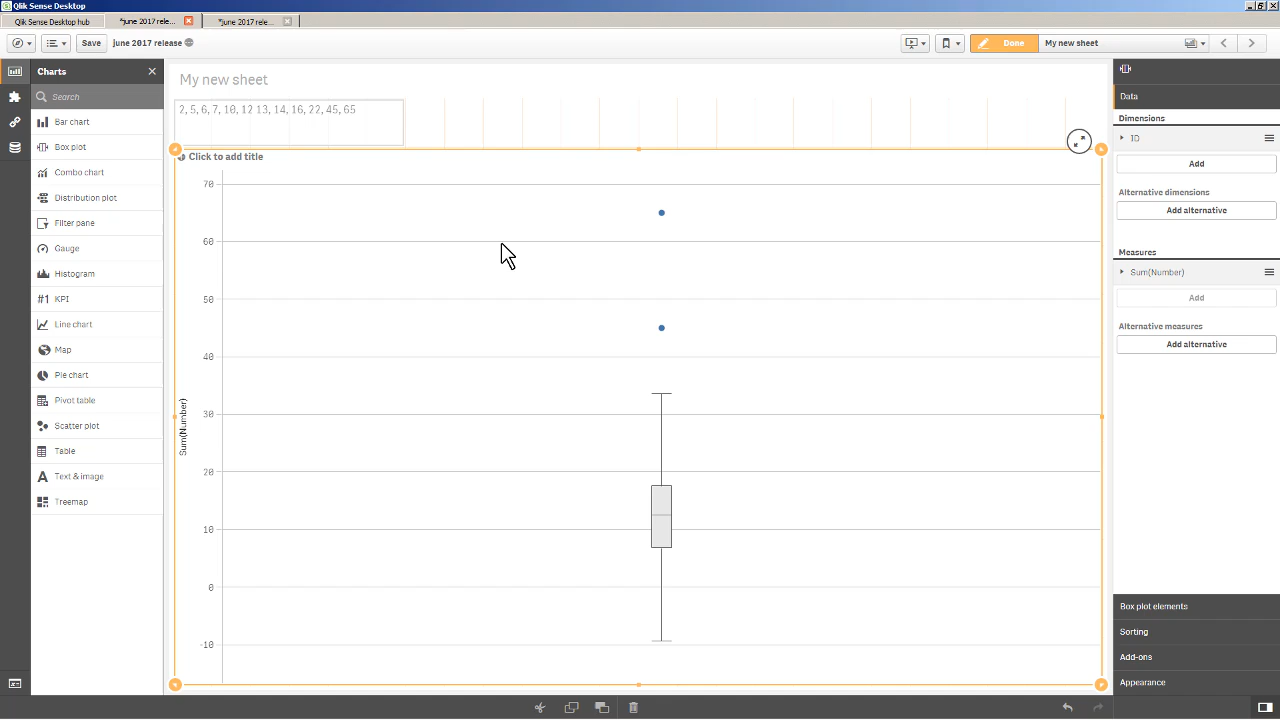 Qlik Sense Desktop
Qlik Sense Desktop hub
*june 2017 rele...
*june 2017 rele...
Save
june 2017 release
Done
My new sheet
Charts
Search
Bar chart
Box plot
Combo chart
Distribution plot
Filter pane
Gauge
Histogram
#1 KPI
Line chart
Map
Pie chart
Pivot table
Scatter plot
Table
A Text & image
Treemap
My new sheet
2, 5, 6, 7, 10, 12 13, 14, 16, 22, 45, 65
Click to add title
Sum(Number)
70
60
50
40
30
20
10
0
-10
Data
Dimensions
ID
Add
Alternative dimensions
Add alternative
Measures
Sum(Number)
Add
Alternative measures
Add alternative
Box plot elements
Sorting
Add-ons
Appearance